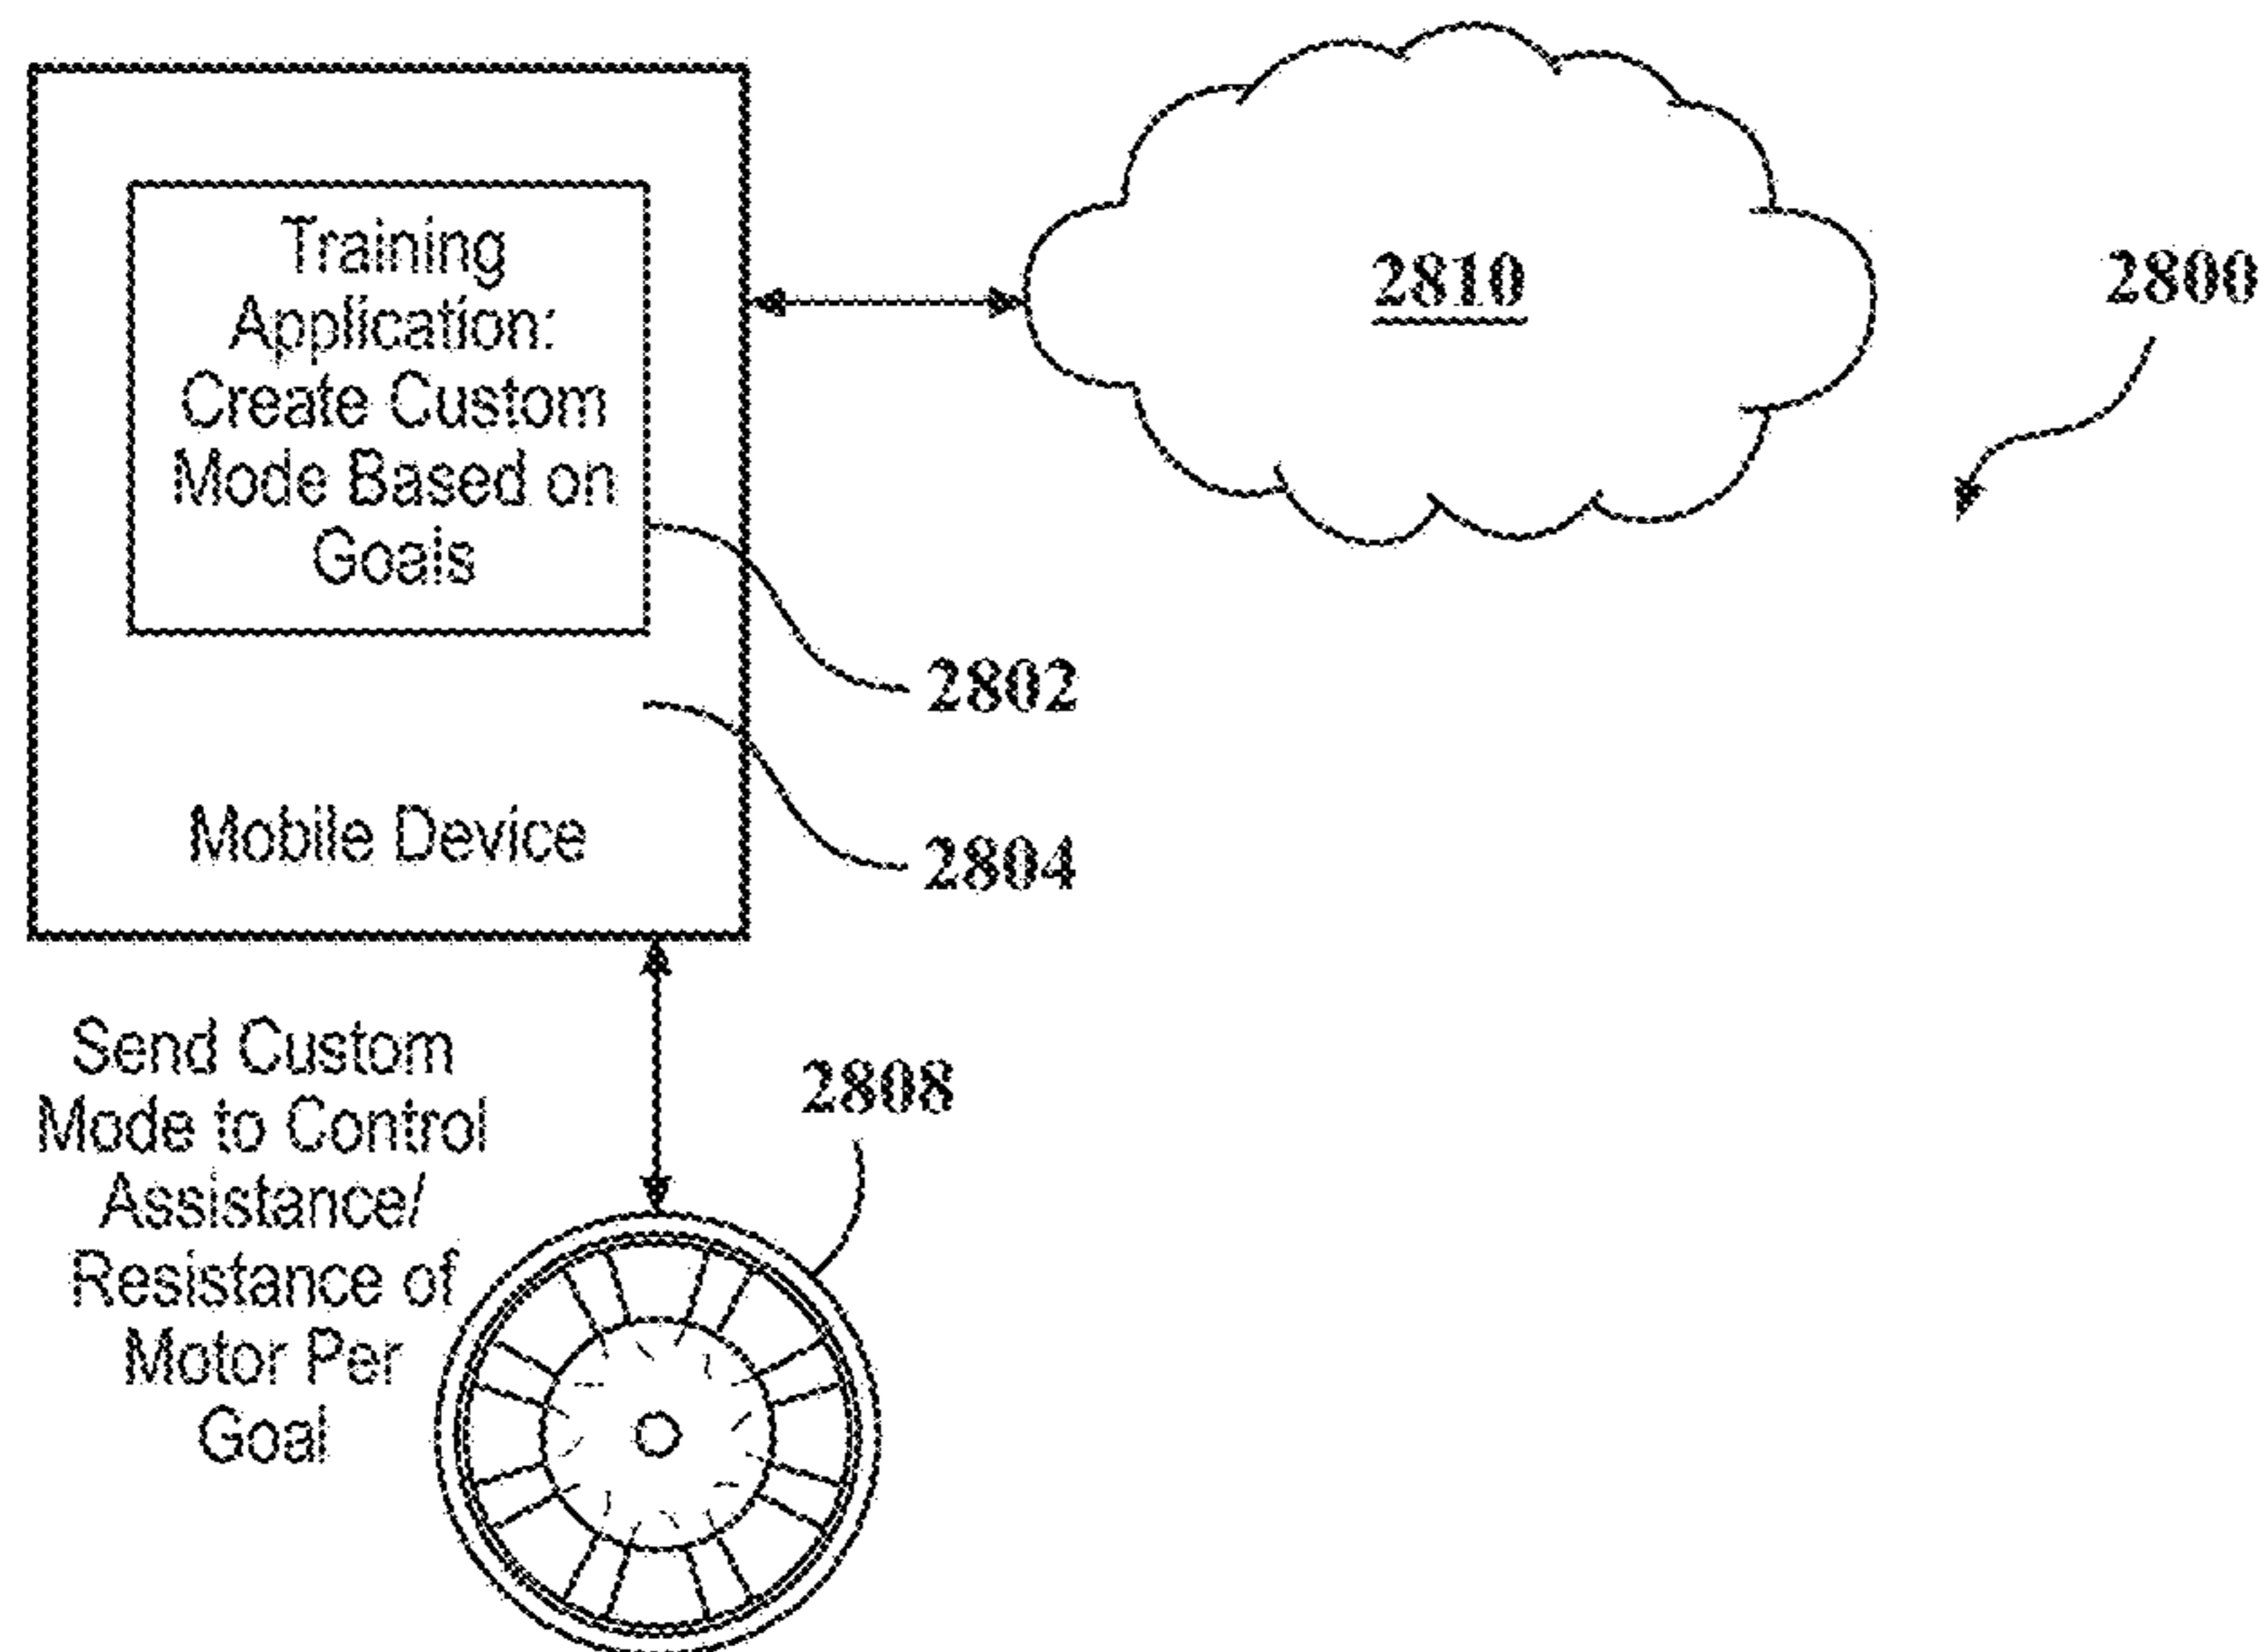 Training
Application:
Create Custom
Mode Based on
Goals
2810
2800
2802
Mobile Device
2804
Send Custom
Mode to Control
Assistance/
Resistance of
Motor Per
Goal
2808